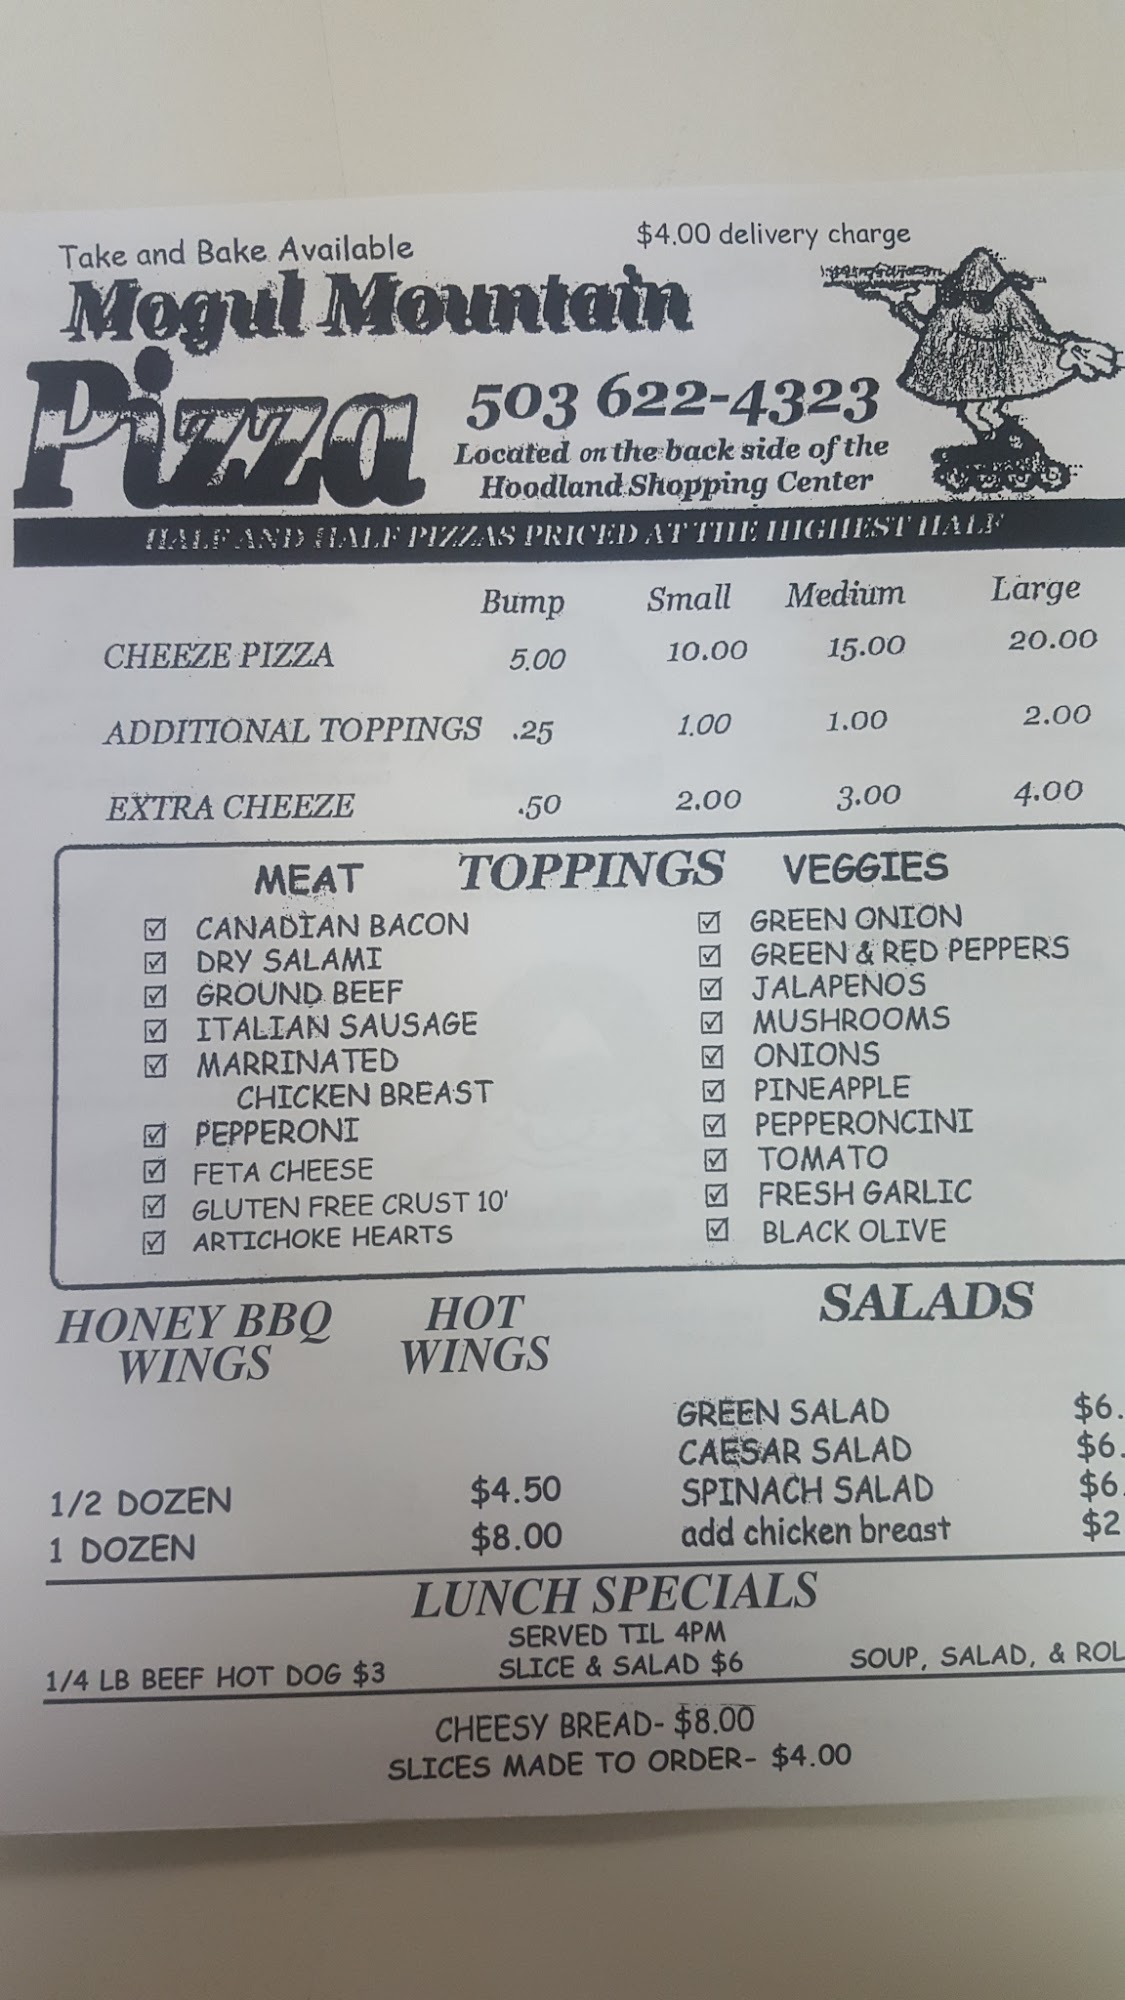 Take and Bake Available
$4.00 delivery charge
Mogul Mountain
Pizza
503 622-4323
Located on the back side of the
Hoodland Shopping Center
HALF AND HALF PIZZAS PRICED AT THE HIGHEST HALF
Bump Small Medium Large
CHEEZE PIZZA 5.00 10.00 15.00 20.00
ADDITIONAL TOPPINGS .25 1.00 1.00 2.00
EXTRA CHEEZE .50 2.00 3.00 4.00
MEAT TOPPINGS VEGGIES
CANADIAN BACON
DRY SALAMI
GROUND BEEF
ITALIAN SAUSAGE
MARRINATED
CHICKEN BREAST
PEPPERONI
FETA CHEESE
GLUTEN FREE CRUST 10'
ARTICHOKE HEARTS
GREEN ONION
GREEN & RED PEPPERS
JALAPENOS
MUSHROOMS
ONIONS
PINEAPPLE
PEPPERONCINI
TOMATO
FRESH GARLIC
BLACK OLIVE
HONEY BBQ
WINGS
HOT
WINGS
1/2 DOZEN $4.50
1 DOZEN $8.00
SALADS
GREEN SALAD $6.
CAESAR SALAD $6.
SPINACH SALAD $6.
add chicken breast $2
LUNCH SPECIALS
SERVED TIL 4PM
1/4 LB BEEF HOT DOG $3 SLICE & SALAD $6 SOUP, SALAD, & ROL
CHEESY BREAD- $8.00
SLICES MADE TO ORDER- $4.00